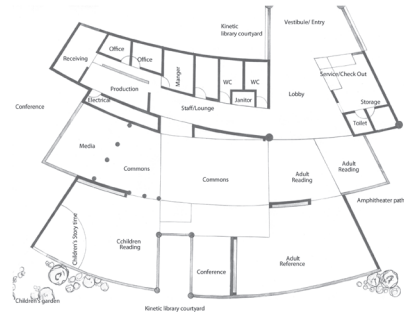 Kinetic
library courtyard
Vestibule/ Entry
Office
Office
Receiving
Manger
WC
WC
Service/Check Out
Production
Lobby
Electrical
Janitor
Storage
Conference
Staff/Lounge
Toilet
Media
Commons
Commons
Adult
Reading
Adult
Reading
Amphitheater path
Children's Story time
Cchildren
Reading
Conference
Adult
Reference
Children's garden
Kinetic library courtyard